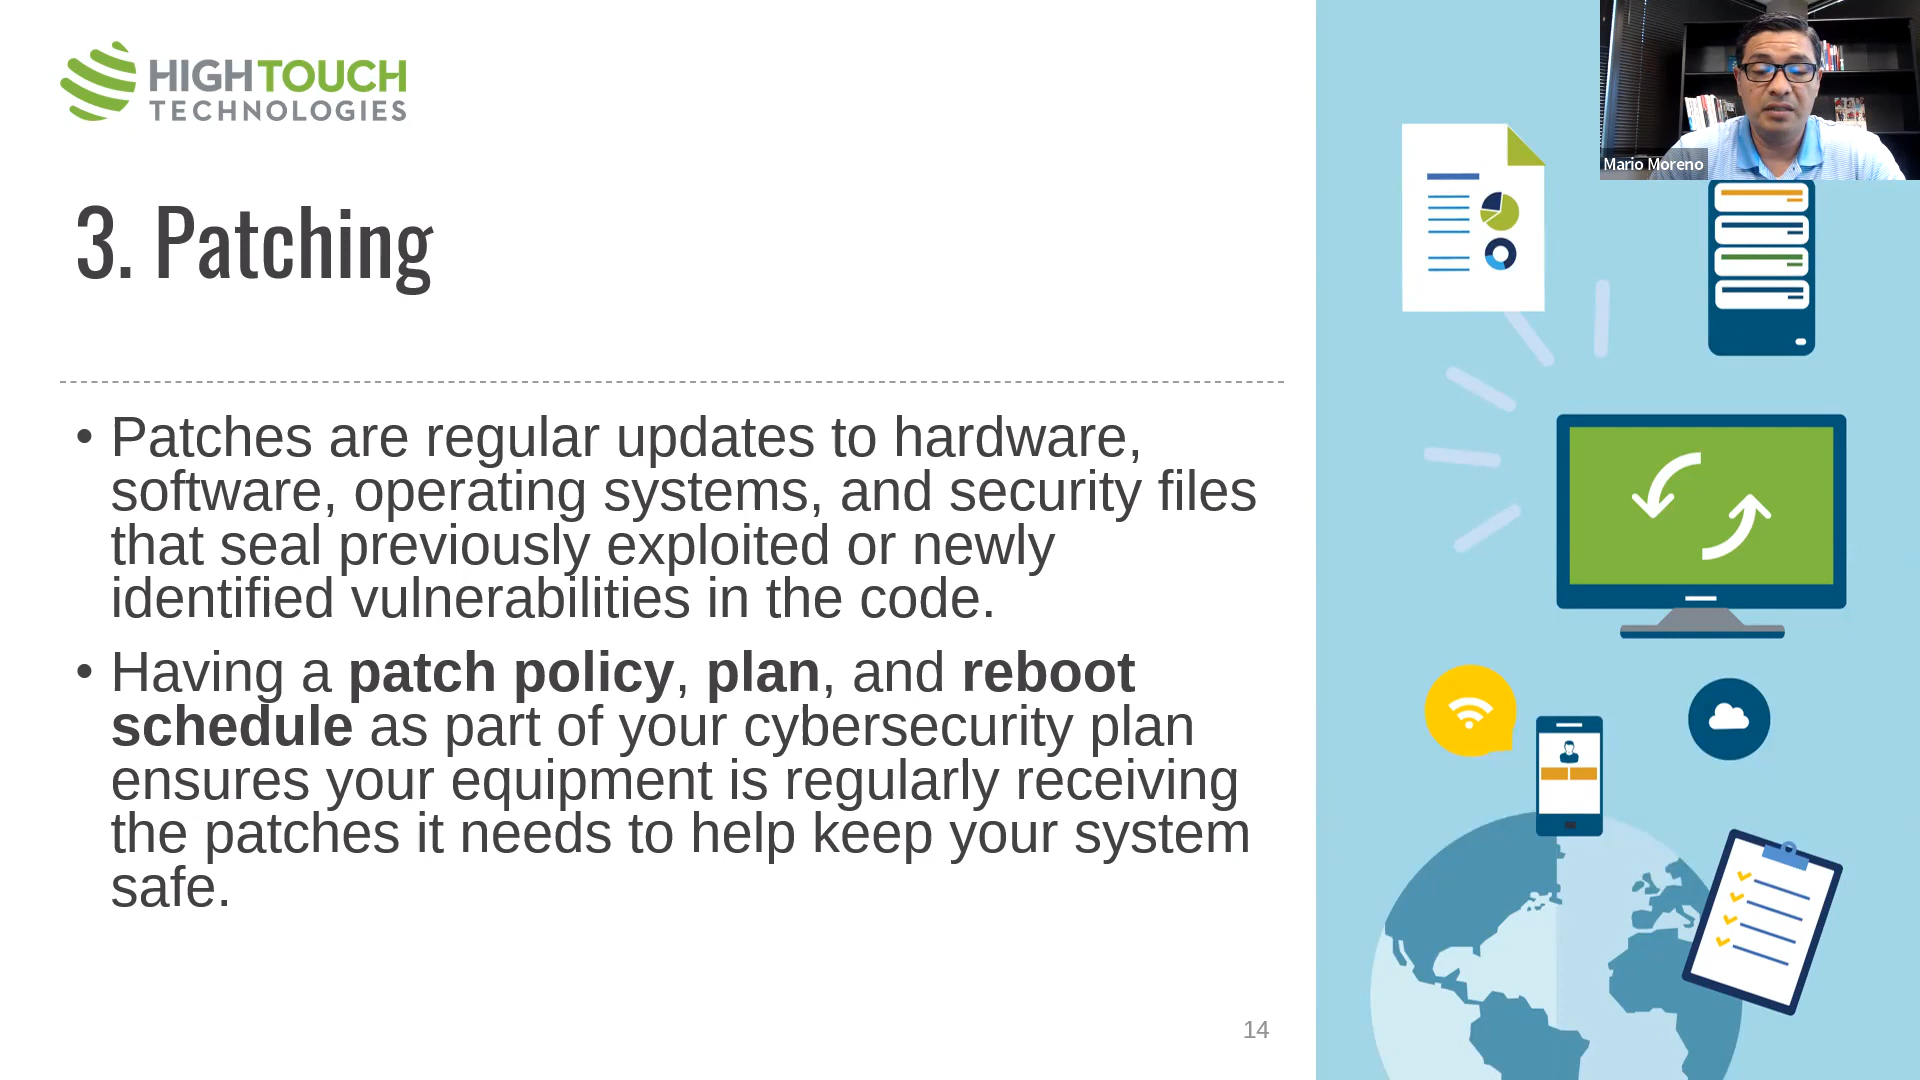 HIGHTOUCH
TECHNOLOGIES
Mario Moreno
3. Patching
• Patches are regular updates to hardware,
software, operating systems, and security files
that seal previously exploited or newly
identified vulnerabilities in the code.
• Having a patch policy, plan, and reboot
schedule as part of your cybersecurity plan
ensures your equipment is regularly receiving
the patches it needs to help keep your system
safe.
14